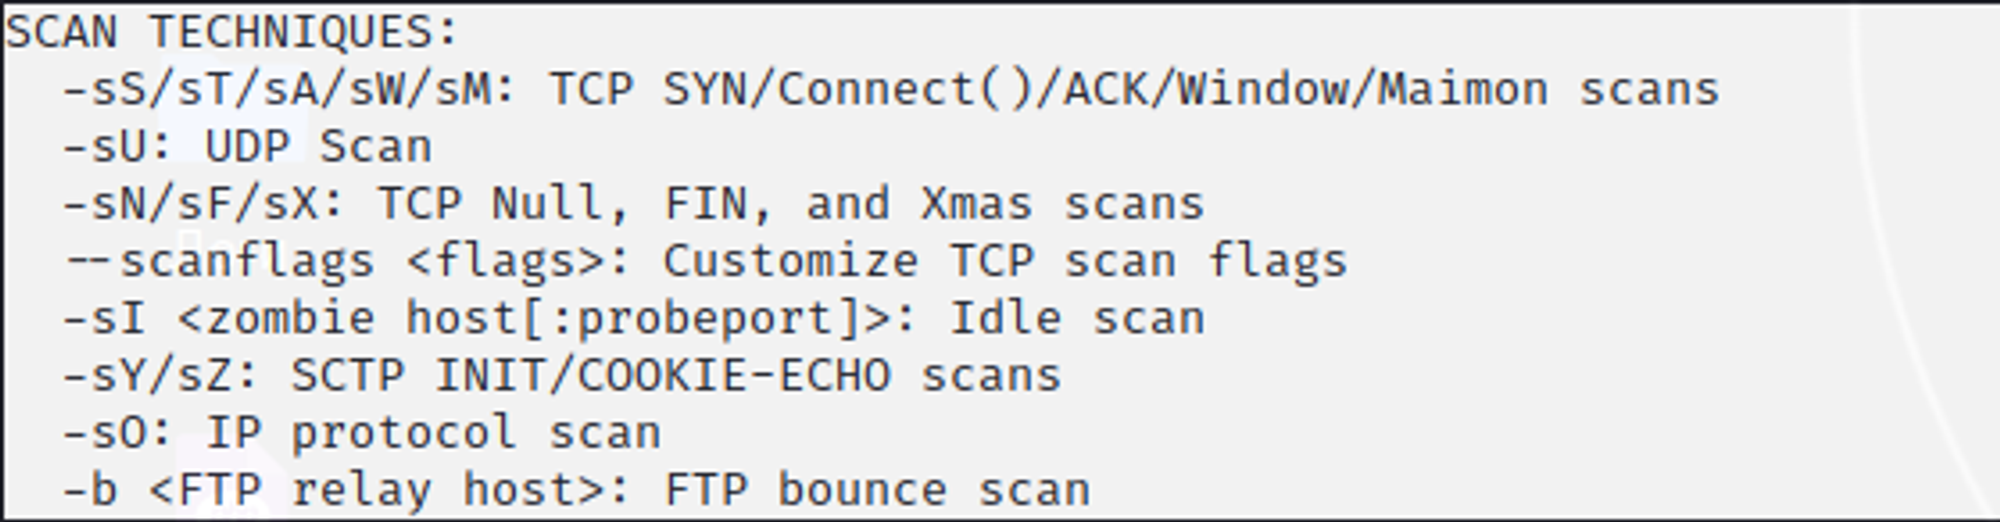 SCAN TECHNIQUES:
-sS/sT/sA/sW/sM: TCP SYN/Connect()/ACK/Window/Maimon scans
-sU: UDP Scan
-sN/sF/sX: TCP Null, FIN, and Xmas scans
--scanflags <flags>: Customize TCP scan flags
-sI <zombie host[:probeport]>: Idle scan
-sY/sZ: SCTP INIT/COOKIE-ECHO scans
-sO: IP protocol scan
-b <FTP relay host>: FTP bounce scan